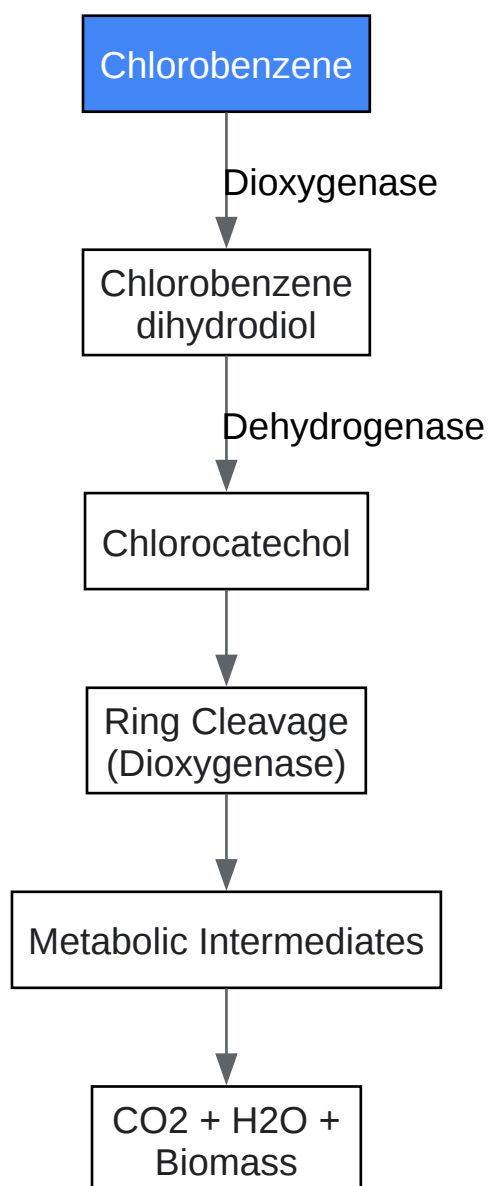 Chlorobenzene
Dioxygenase
Chlorobenzene
dihydrodiol
Dehydrogenase
Chlorocatechol
Ring Cleavage
(Dioxygenase)
Metabolic Intermediates
CO2 + H2O +
Biomass